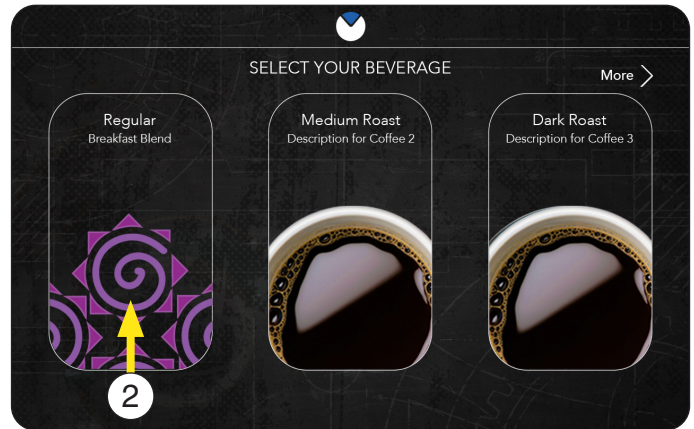 SELECT YOUR BEVERAGE
More
Regular
Breakfast Blend
Medium Roast
Description for Coffee 2
Dark Roast
Description for Coffee 3
2